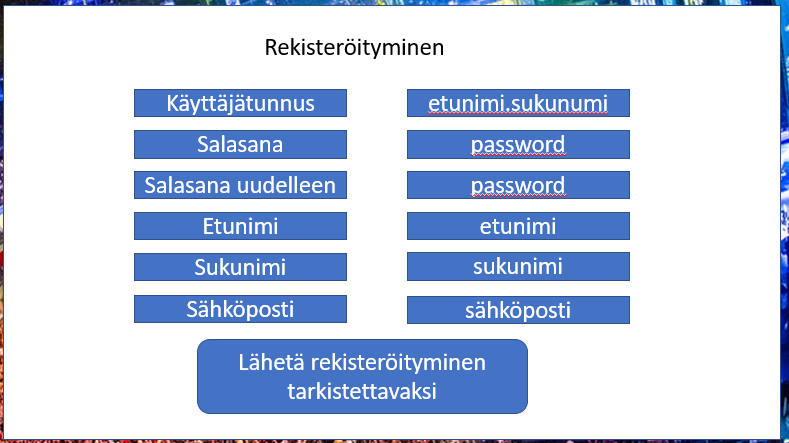 Rekisteröityminen
Käyttäjätunnus etunimi.sukunumi
Salasana password
Salasana uudelleen password
Etunimi etunimi
Sukunimi sukunimi
Sähköposti sähköposti
Lähetä rekisteröityminen
tarkistettavaksi